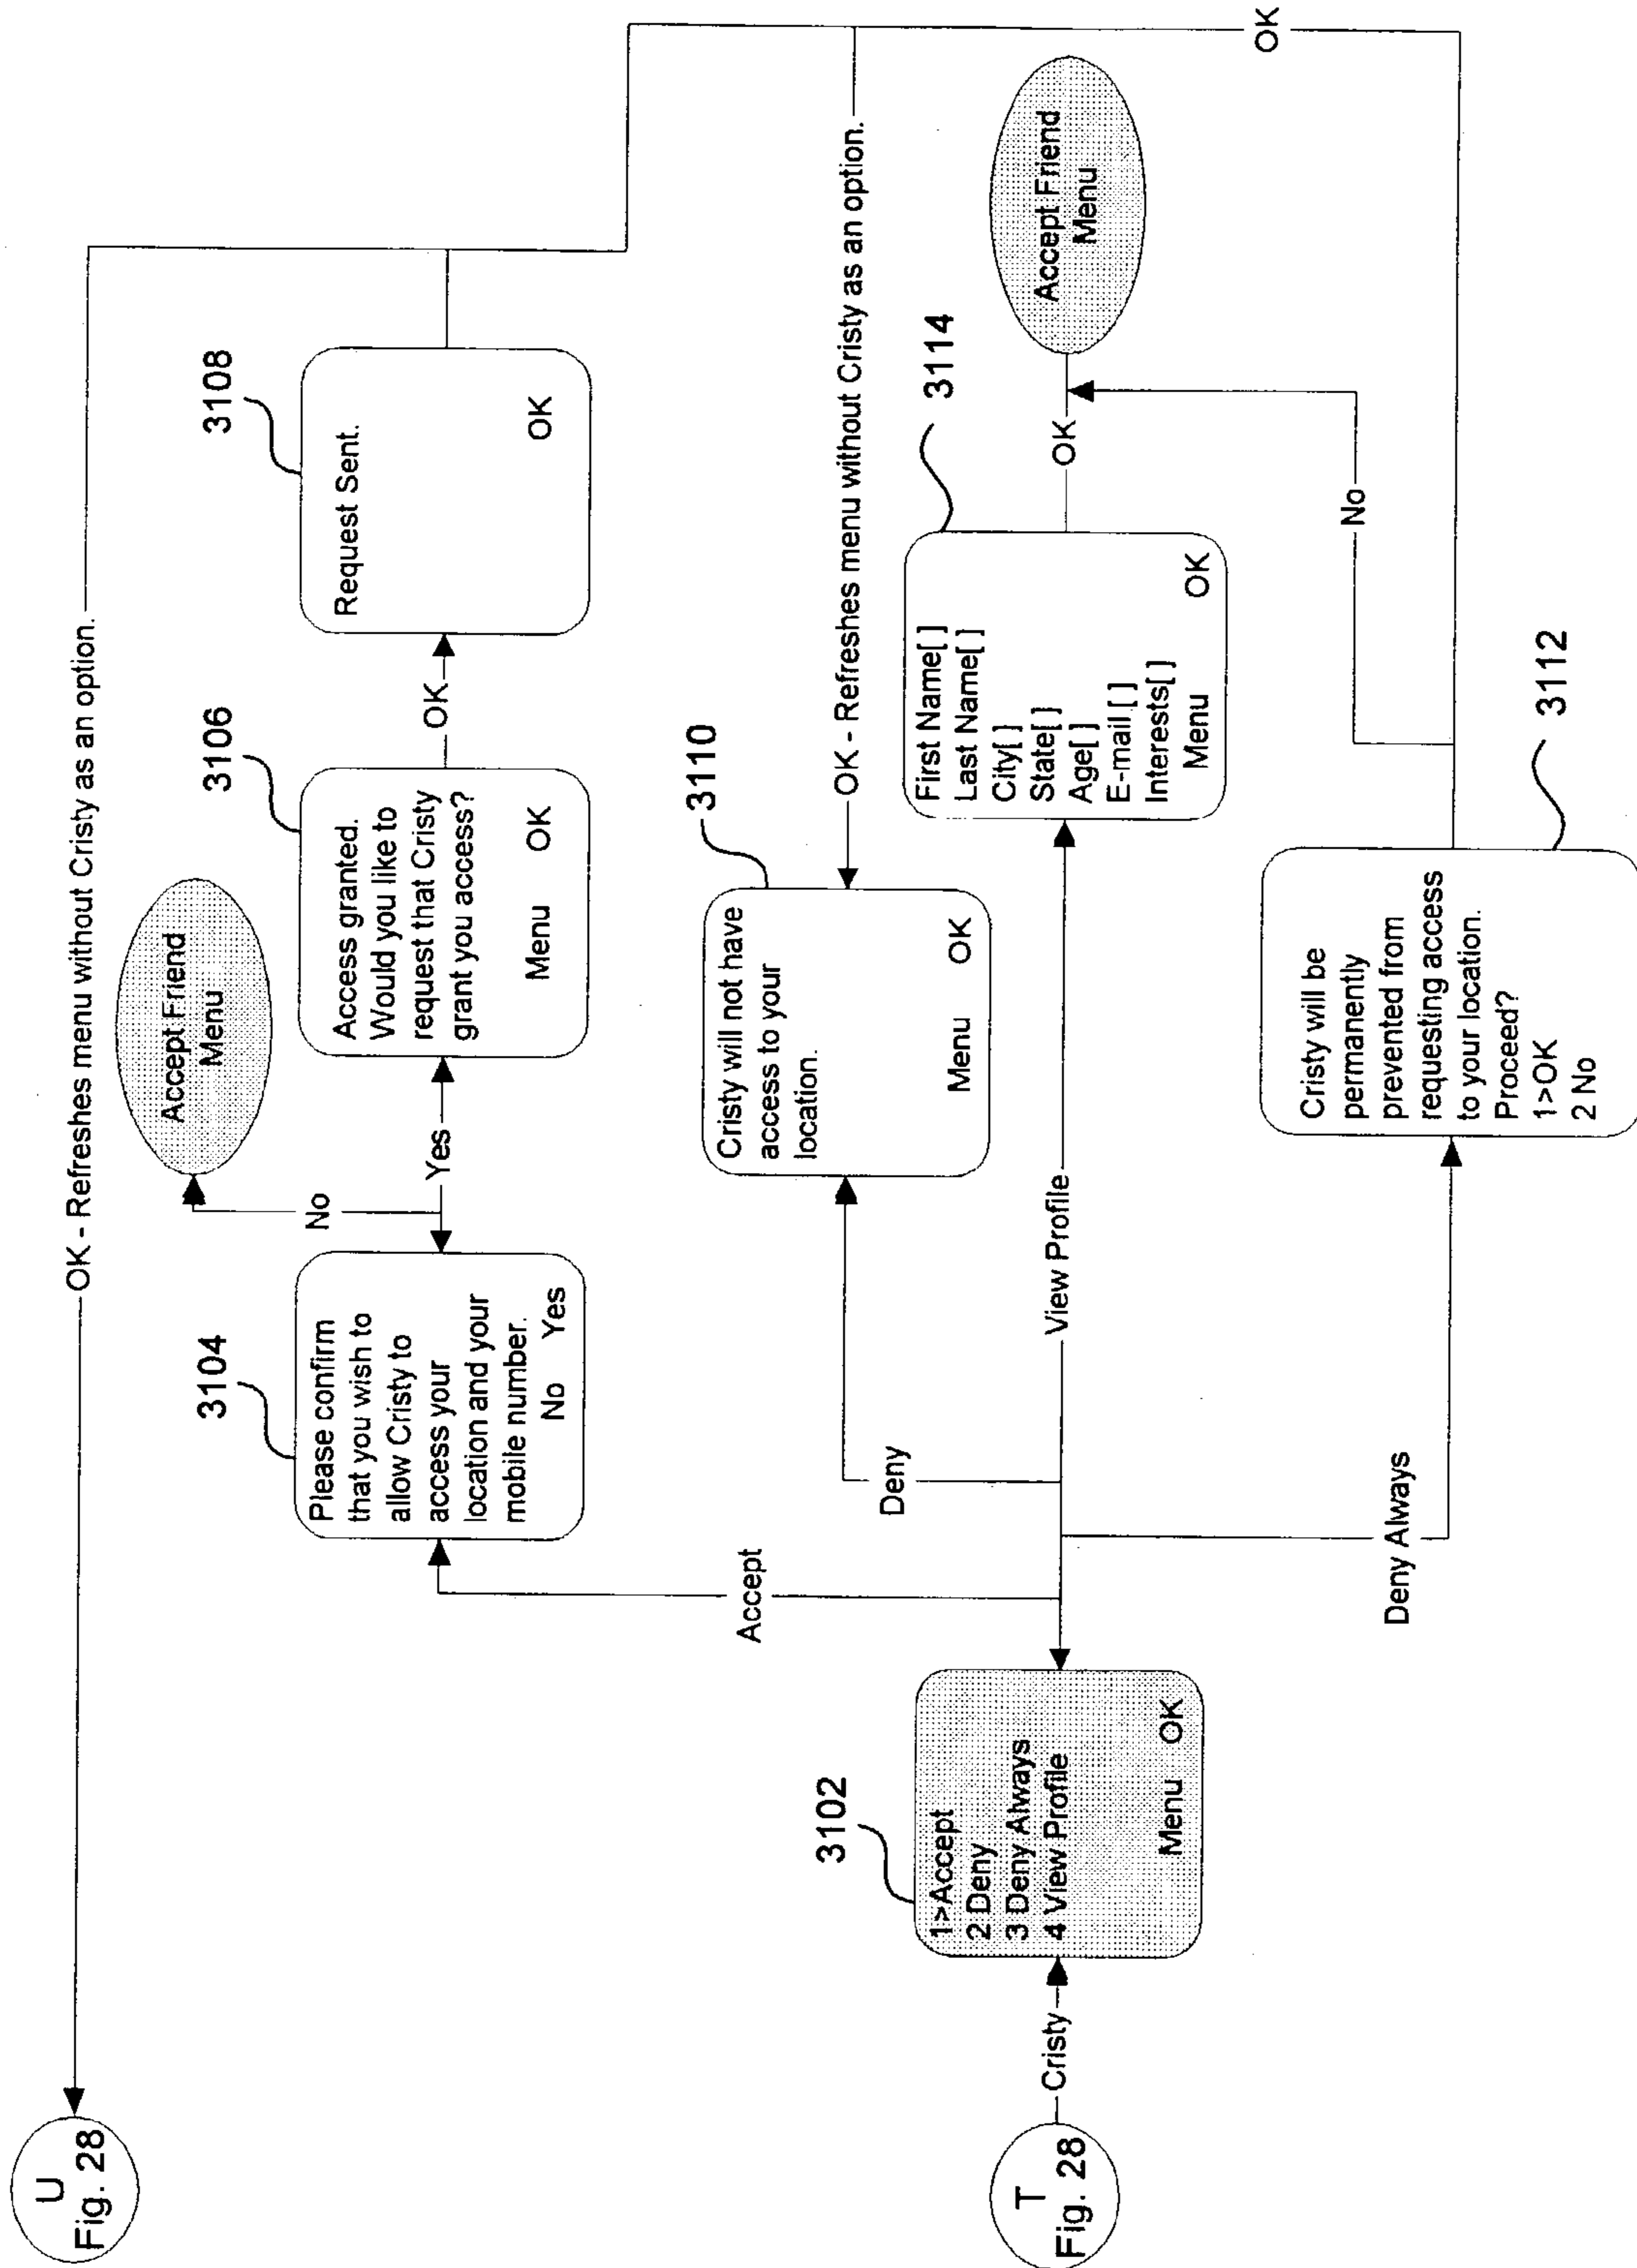 U
Fig. 28
OK - Refreshes menu without Cristy as an option.
3104
Please confirm
that you wish to
allow Cristy to
access your
location and your
mobile number.
No Yes
No
Yes
Accept Friend
Menu
3106
Access granted.
Would you like to
request that Cristy
grant you access?
Menu OK
OK
3108
Request Sent.
OK
T
Fig. 28
Cristy
3102
1>Accept
2 Deny
3 Deny Always
4 View Profile
Menu OK
Accept
Deny
View Profile
Deny Always
3110
Cristy will not have
access to your
location.
Menu OK
OK - Refreshes menu without Cristy as an option.
First Name[ ]
Last Name[ ]
City[ ]
State[ ]
Age[ ]
E-mail [ ]
Interests[ ]
Menu OK
3114
OK
Accept Friend
Menu
Cristy will be
permanently
prevented from
requesting access
to your location.
Proceed?
1>OK
2 No
3112
No
OK